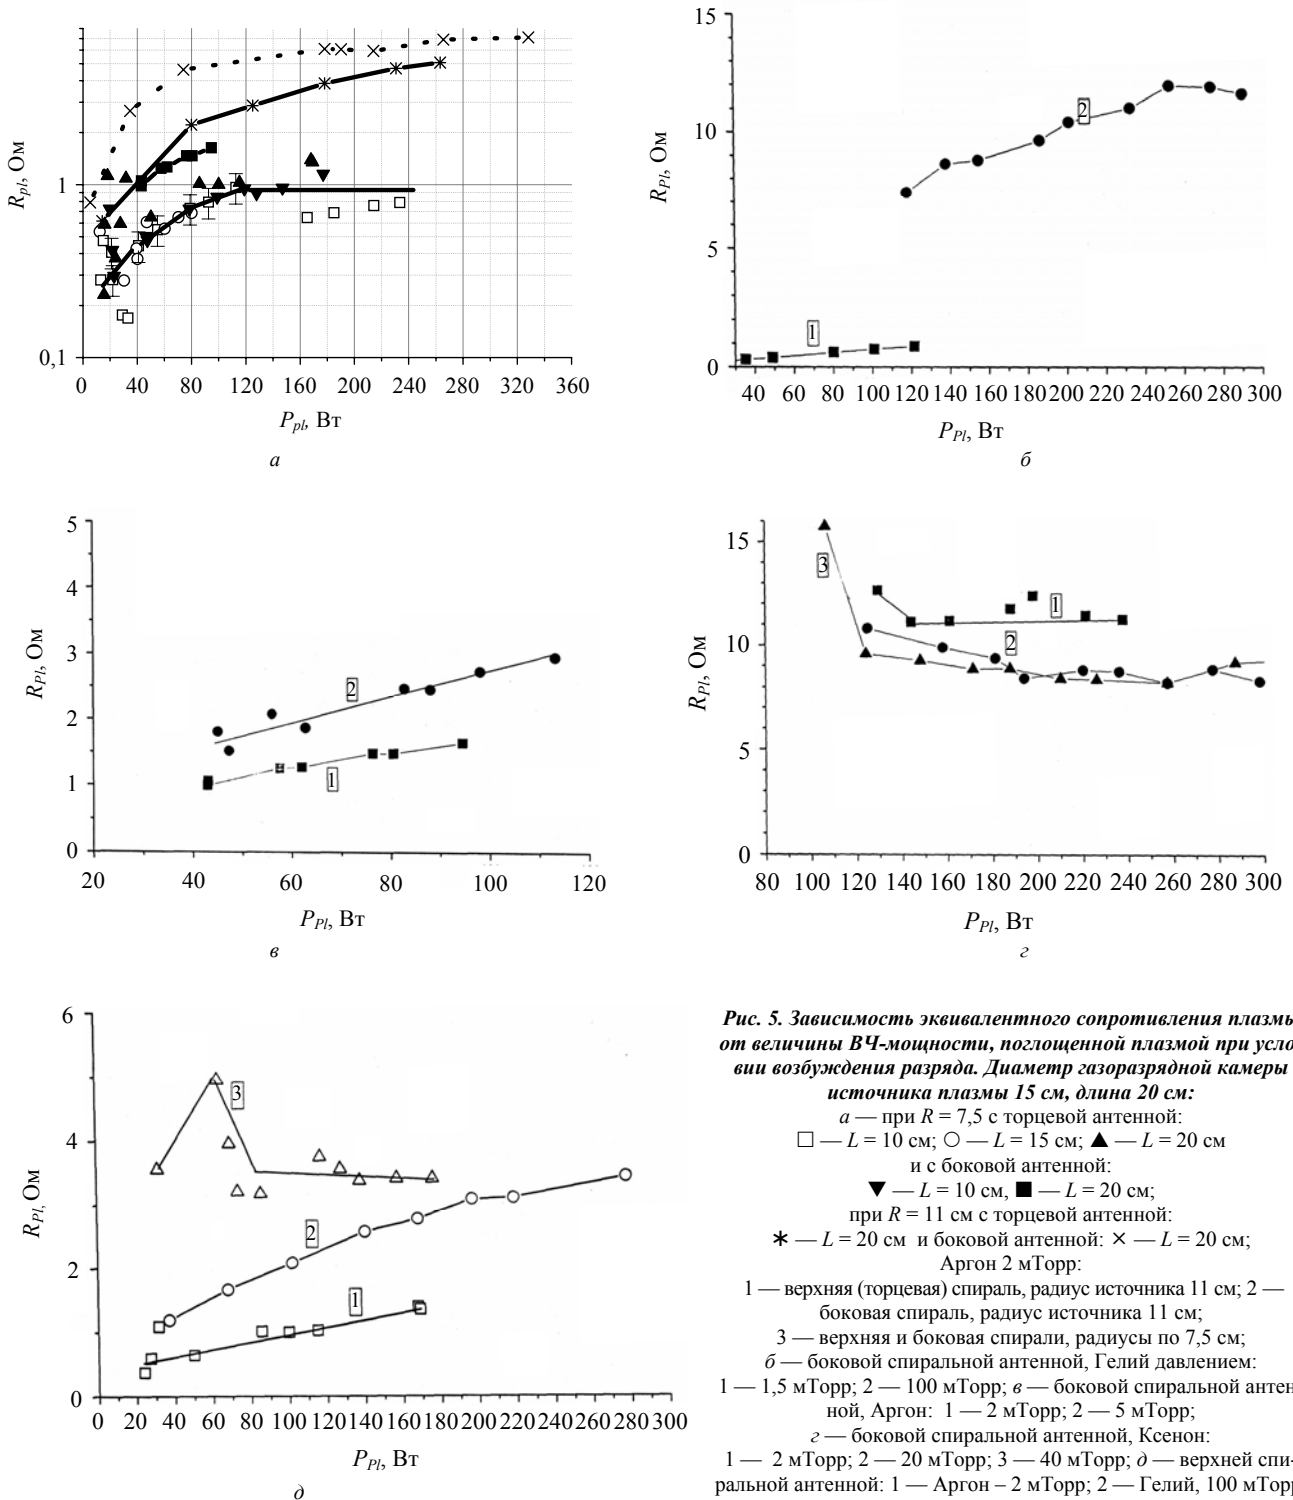 R_pl, Ом
1
0,1
0 40 80 120 160 200 240 280 320 360
P_pl, Вт
а
R_Pl, Ом
15
10
5
0
2
1
40 60 80 100 120 140 160 180 200 220 240 260 280 300
P_Pl, Вт
б
R_Pl, Ом
5
4
3
2
1
0
2
1
20 40 60 80 100 120
P_Pl, Вт
в
R_Pl, Ом
15
10
5
0
3
1
2
80 100 120 140 160 180 200 220 240 260 280 300
P_Pl, Вт
г
R_Pl, Ом
6
4
2
0
3
2
1
0 20 40 60 80 100 120 140 160 180 200 220 240 260 280 300
P_Pl, Вт
д
Рис. 5. Зависимость эквивалентного сопротивления плазмы
от величины ВЧ-мощности, поглощенной плазмой при усло-
вии возбуждения разряда. Диаметр газоразрядной камеры
источника плазмы 15 см, длина 20 см:
а — при R = 7,5 с торцевой антенной:
□ — L = 10 см; ○ — L = 15 см; ▲ — L = 20 см
и с боковой антенной:
▼ — L = 10 см, ■ — L = 20 см;
при R = 11 см с торцевой антенной:
* — L = 20 см и боковой антенной: × — L = 20 см;
Аргон 2 мТорр:
1 — верхняя (торцевая) спираль, радиус источника 11 см; 2 —
боковая спираль, радиус источника 11 см;
3 — верхняя и боковая спирали, радиусы по 7,5 см;
б — боковой спиральной антенной, Гелий давлением:
1 — 1,5 мТорр; 2 — 100 мТорр; в — боковой спиральной антен-
ной, Аргон: 1 — 2 мТорр; 2 — 5 мТорр;
г — боковой спиральной антенной, Ксенон:
1 — 2 мТорр; 2 — 20 мТорр; 3 — 40 мТорр; д — верхней спи-
ральной антенной: 1 — Аргон – 2 мТорр; 2 — Гелий, 100 мТорр